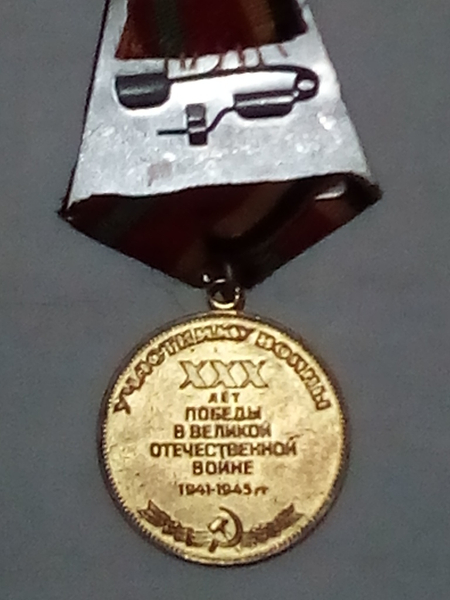 УЧАСТНИКУ ВОЙНЫ
XXX
ЛЕТ
ПОБЕДЫ
В ВЕЛИКОЙ
ОТЕЧЕСТВЕННОЙ
ВОЙНЕ
1941-1945 гг